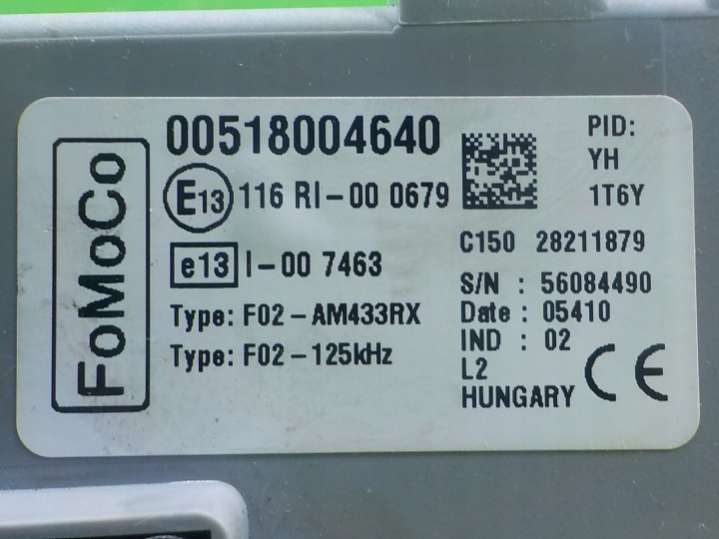 FoMoCo
00518004640
E13 116 RI-00 0679
e13 I-00 7463
Type: F02-AM433RX
Type: F02-125kHz
PID:
YH
1T6Y
C150 28211879
S/N : 56084490
Date : 05410
IND : 02
L2
HUNGARY CE